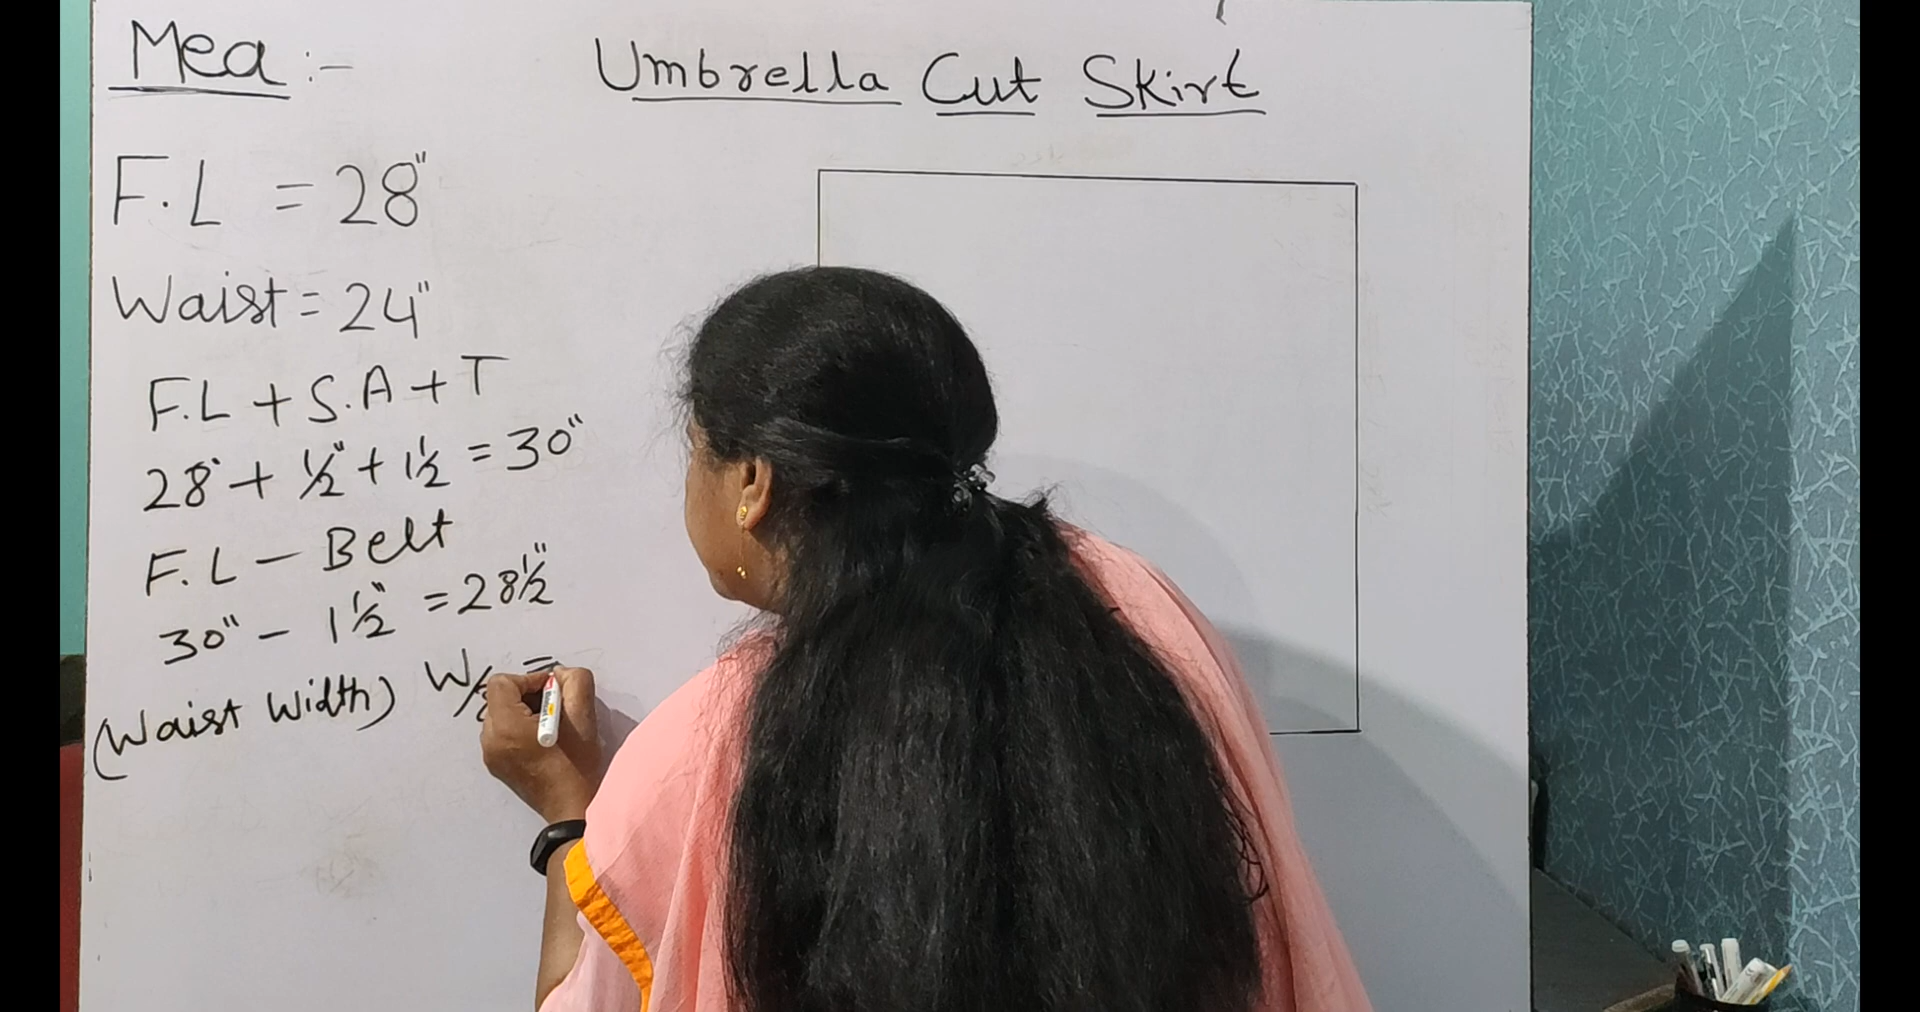 Mea :-
Umbrella Cut Skirt
F.L = 28"
Waist = 24"
F.L + S.A + T
28" + ½" + 1½ = 30"
F.L - Belt
30" - 1½" = 28½"
(Waist Width) W/ =